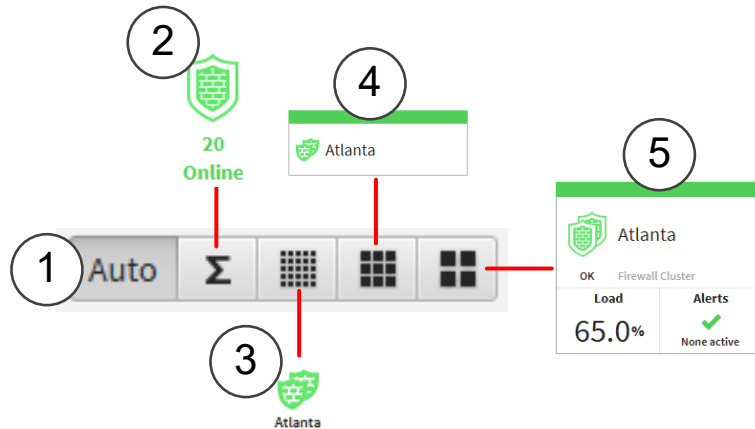 2
20
Online
4
Atlanta
5
Atlanta
OK Firewall Cluster
Load Alerts
65.0% None active
1 Auto Σ
3
Atlanta